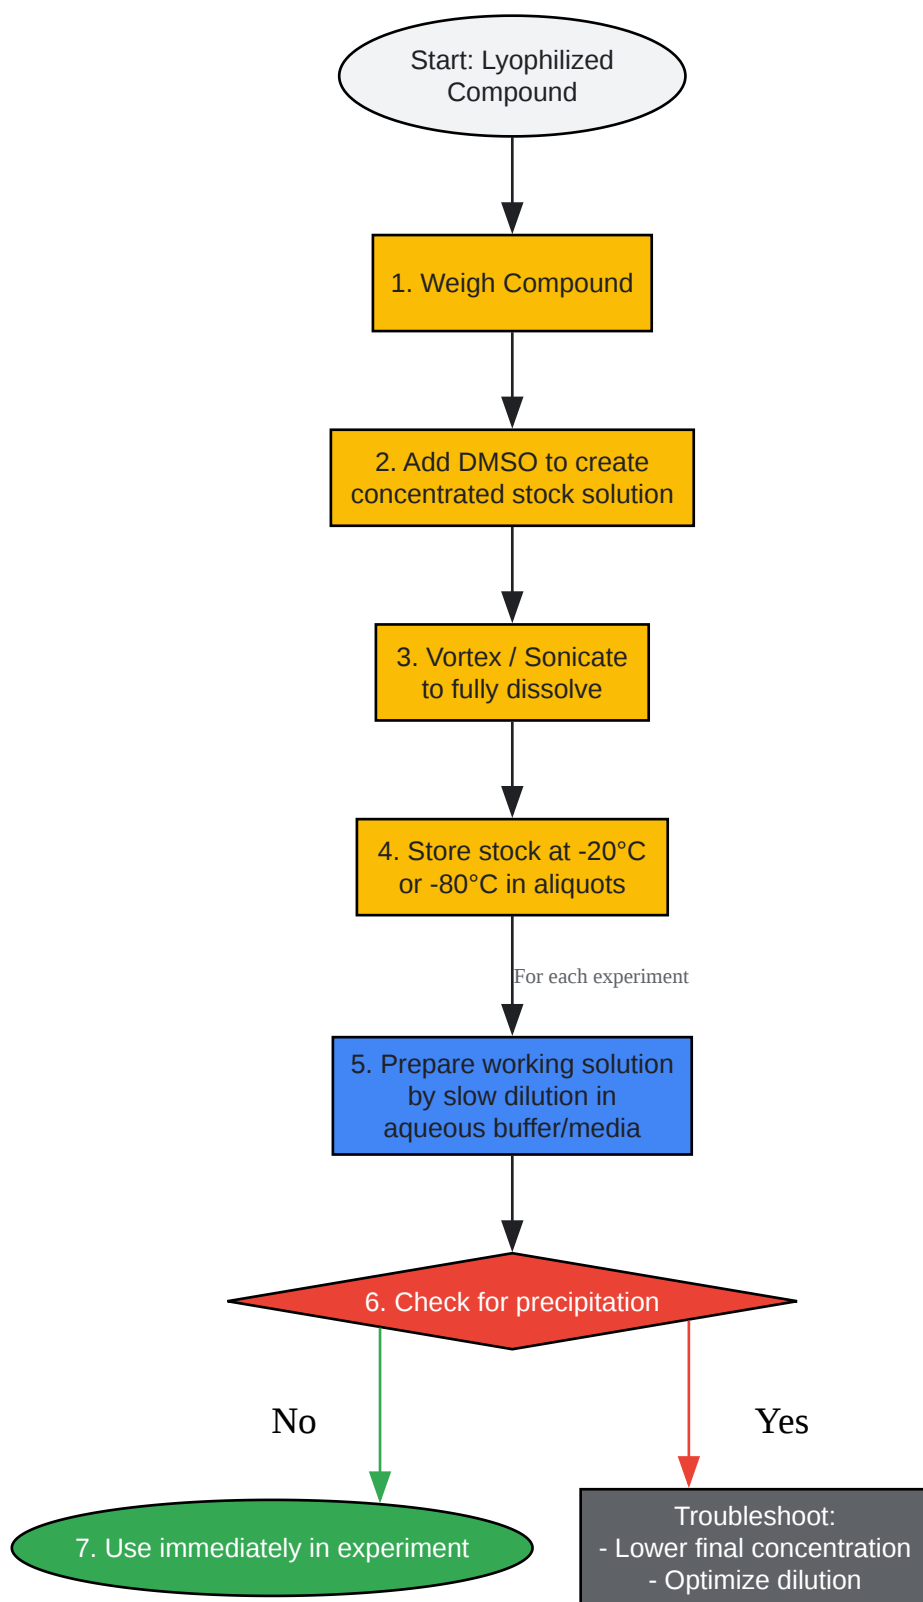 Start: Lyophilized
Compound
1. Weigh Compound
2. Add DMSO to create
concentrated stock solution
3. Vortex / Sonicate
to fully dissolve
4. Store stock at -20°C
or -80°C in aliquots
For each experiment
5. Prepare working solution
by slow dilution in
aqueous buffer/media
6. Check for precipitation
No
Yes
7. Use immediately in experiment
Troubleshoot:
- Lower final concentration
- Optimize dilution